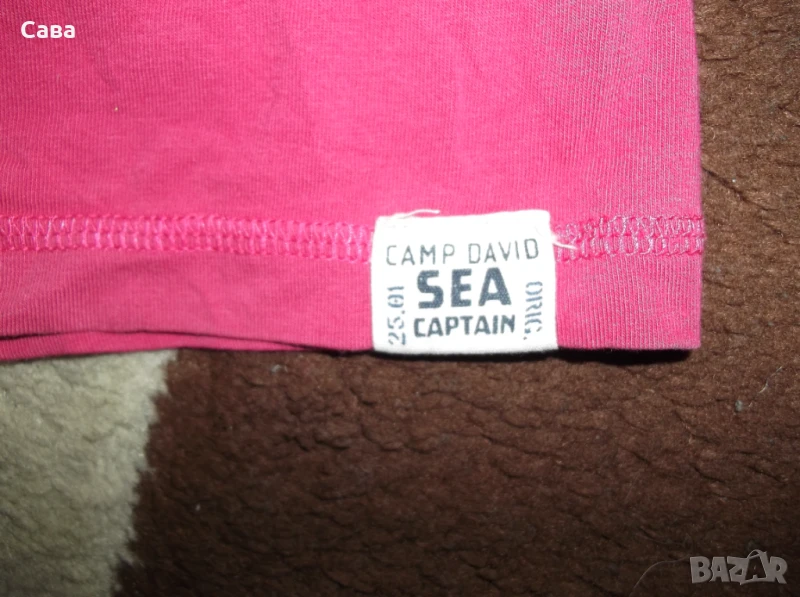 Сава
CAMP DAVID
25.01
SEA
ORIG.
CAPTAIN
BAZAR